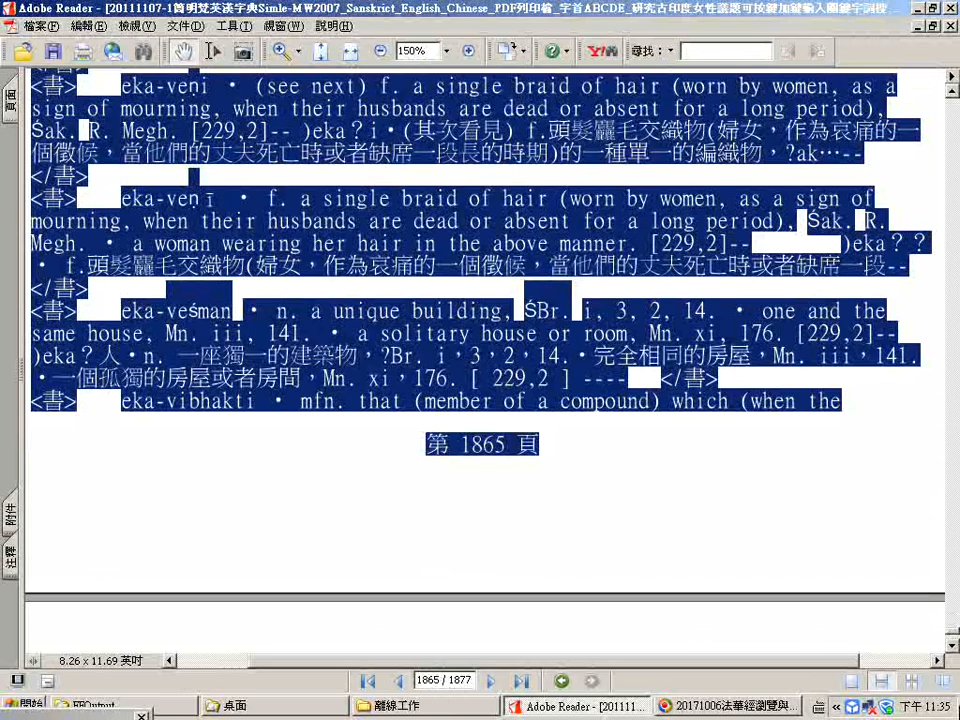 Adobe Reader - [20111107-1簡明梵英漢字典Simle-MW2007_Sanskrict_English_Chinese_PDF列印檔_字首ABCDE_研究古印度女性議題可按鍵加鍵輸入關鍵字詞搜
檔案(F) 編輯(E) 檢視(V) 文件(D) 工具(T) 視窗(W) 說明(H)
150% Y! 尋找:
頁面
<書> eka-veṇi • (see next) f. a single braid of hair (worn by women, as a
sign of mourning, when their husbands are dead or absent for a long period),
Śak. R. Megh. [229,2]-- )eka?i•(其次看見) f.頭髮龗毛交織物(婦女,作為哀痛的一
個徵候,當他們的丈夫死亡時或者缺席一段長的時期)的一種單一的編織物,?ak…--
</書>
<書> eka-veṇī • f. a single braid of hair (worn by women, as a sign of
mourning, when their husbands are dead or absent for a long period), Śak. R.
Megh. • a woman wearing her hair in the above manner. [229,2]-- )eka??
• f.頭髮龗毛交織物(婦女,作為哀痛的一個徵候,當他們的丈夫死亡時或者缺席一段--
</書>
<書> eka-veśman • n. a unique building, ŚBr. i, 3, 2, 14. • one and the
same house, Mn. iii, 141. • a solitary house or room, Mn. xi, 176. [229,2]--
)eka?人•n. 一座獨一的建築物,?Br. i,3,2,14.•完全相同的房屋,Mn. iii,141.
•一個孤獨的房屋或者房間,Mn. xi,176. [ 229,2 ] ---- </書>
<書> eka-vibhakti • mfn. that (member of a compound) which (when the
第 1865 頁
附件
注釋
8.26 x 11.69 英吋
1865 / 1877
開始 FFOutput 桌面 離線工作 Adobe Reader - [201111... 20171006法華經瀏覽與... 下午 11:35